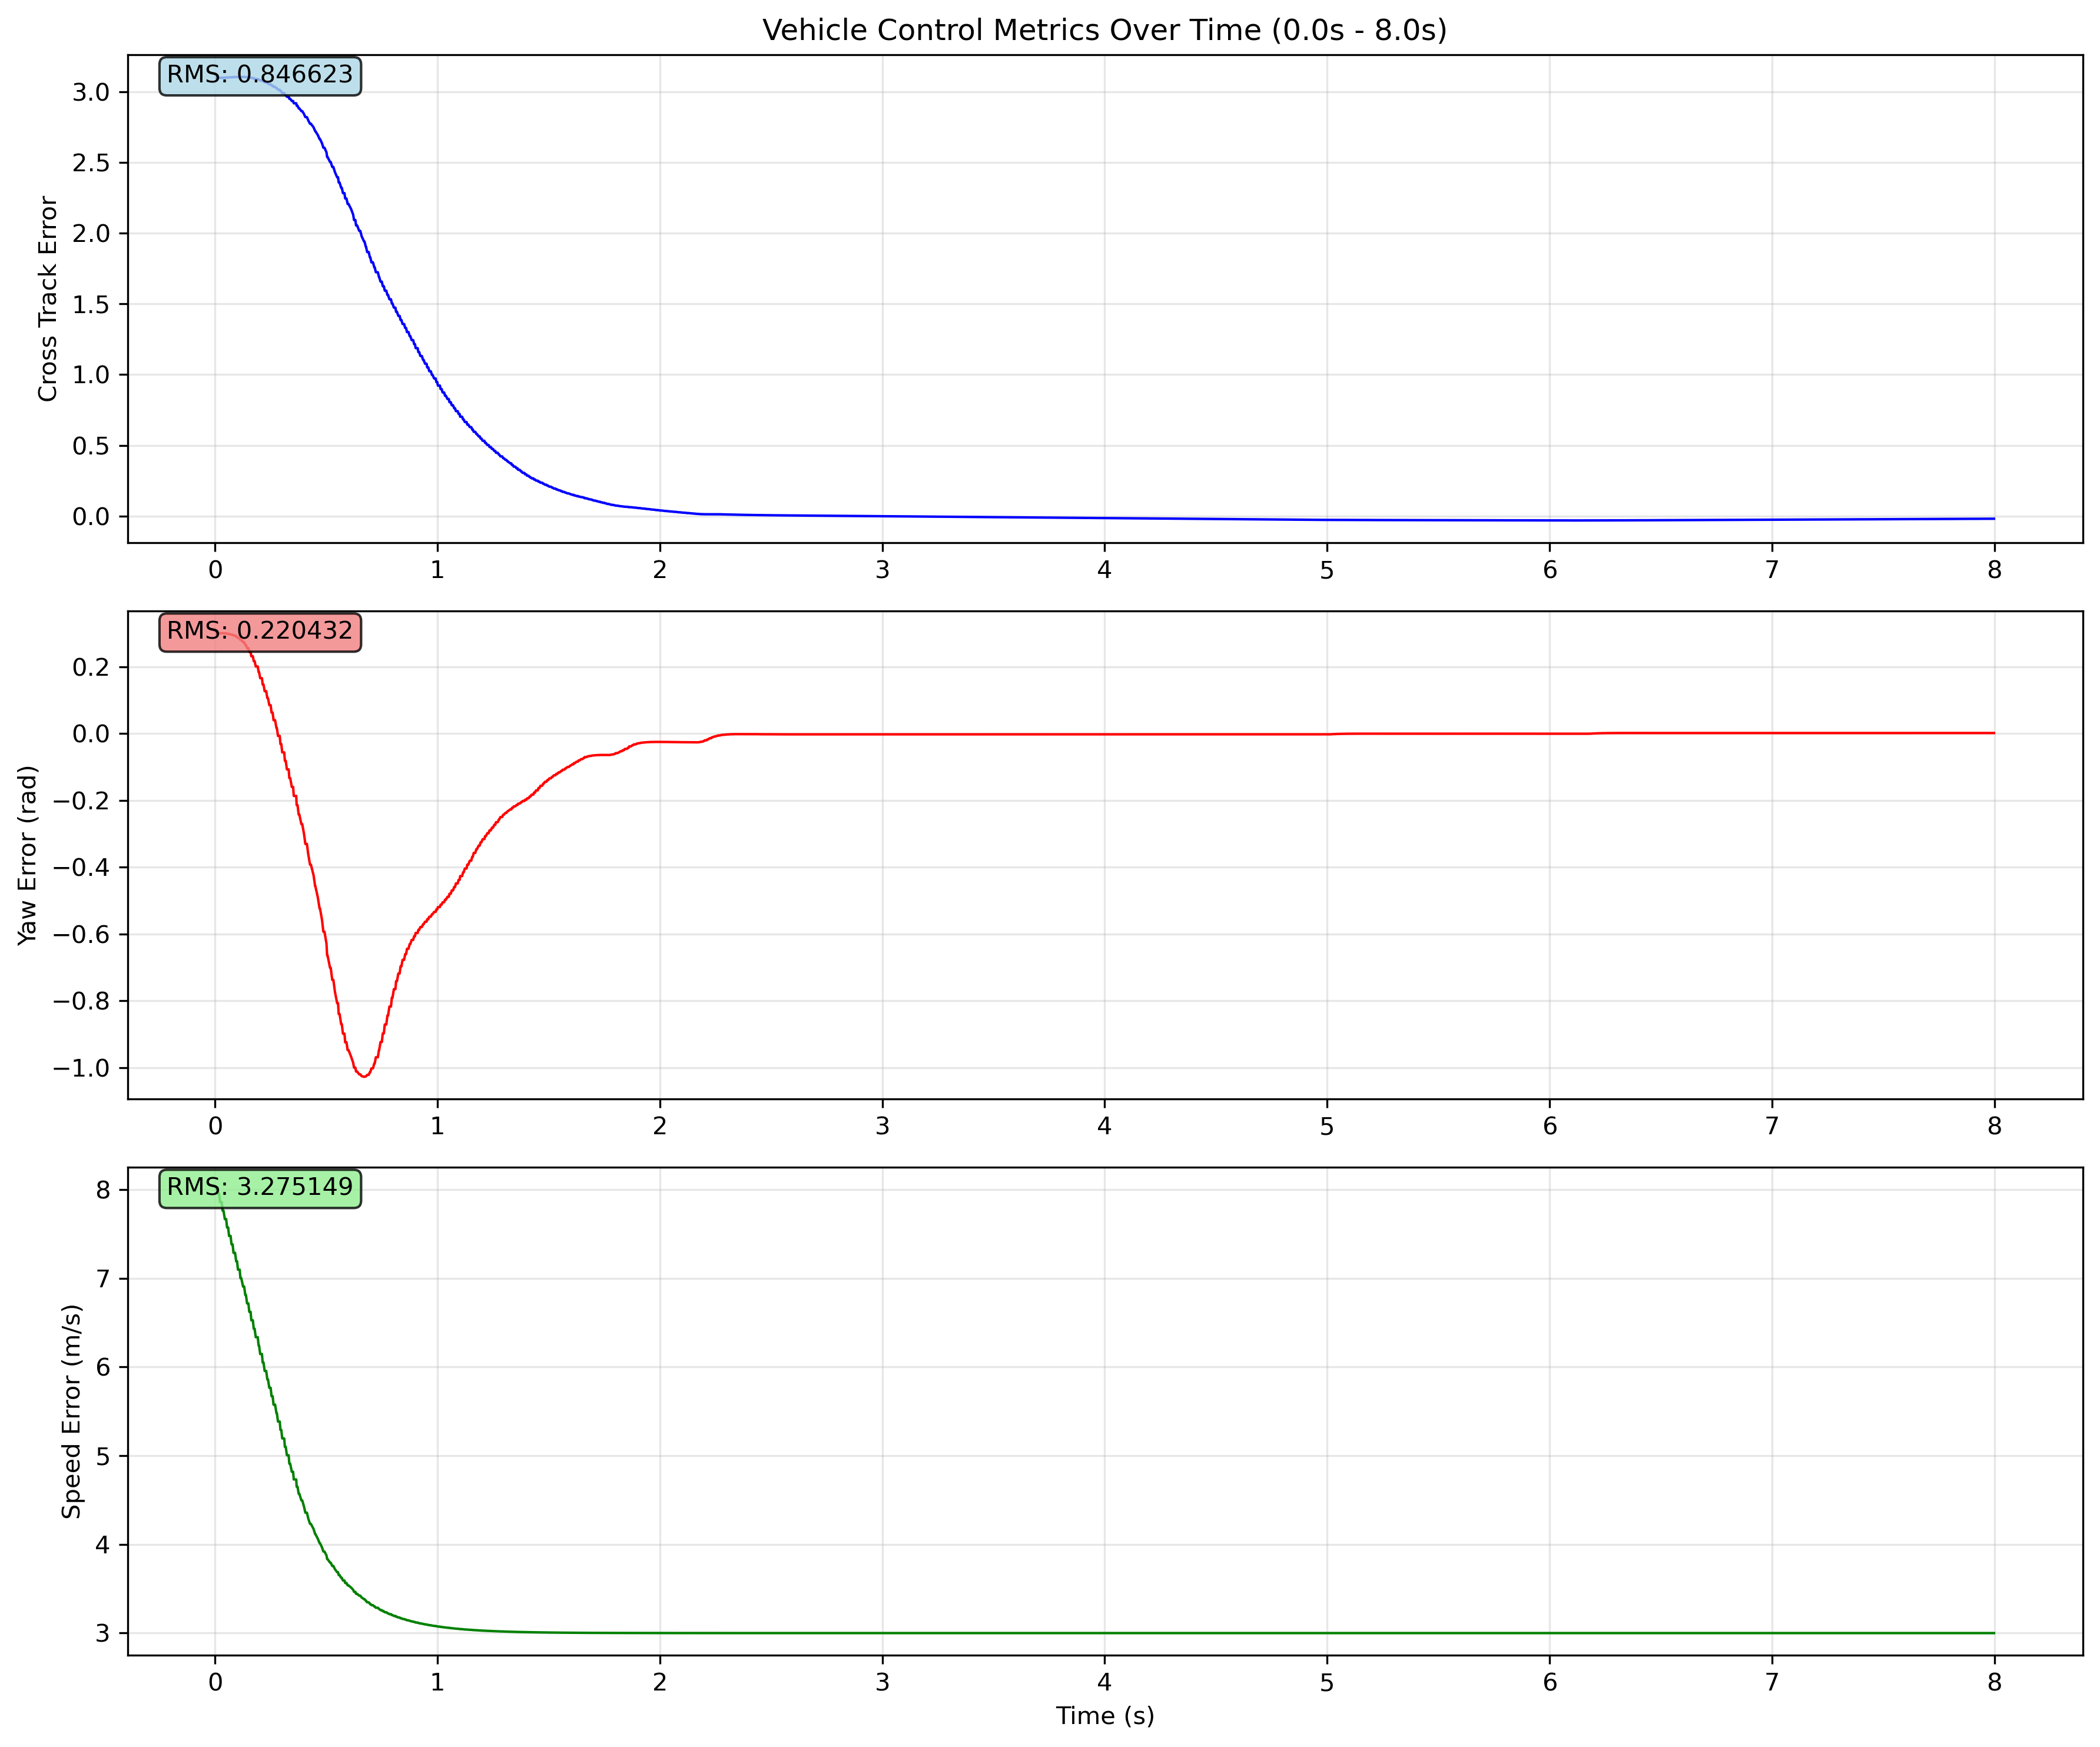 Vehicle Control Metrics Over Time (0.0s - 8.0s)
RMS: 0.846623
Cross Track Error
3.0
2.5
2.0
1.5
1.0
0.5
0.0
0 1 2 3 4 5 6 7 8
RMS: 0.220432
Yaw Error (rad)
0.2
0.0
−0.2
−0.4
−0.6
−0.8
−1.0
0 1 2 3 4 5 6 7 8
RMS: 3.275149
Speed Error (m/s)
8
7
6
5
4
3
0 1 2 3 4 5 6 7 8
Time (s)